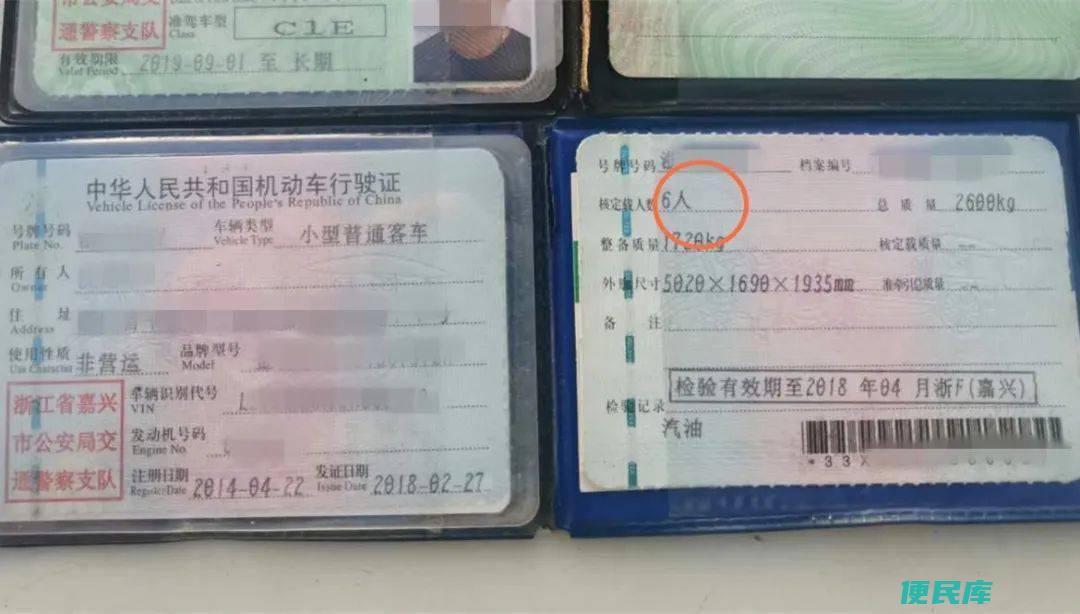 市公安局交
通警察支队
准驾车型
Class
C1E
有效期限
Valid Period
2019-09-01 至 长期
中华人民共和国机动车行驶证
Vehicle License of the People's Republic of China
号牌号码
Plate No.
车辆类型
Vehicle Type
小型普通客车
所有人
Owner
住址
Address
使用性质
Use Character
非营运
品牌型号
Model
浙江省嘉兴
市公安局交
通警察支队
车辆识别代号
VIN
L
发动机号码
Engine No.
注册日期
Register Date
2014-04-22
发证日期
Issue Date
2018-02-27
号牌号码
档案编号
核定载人数
6人
总质量
2600kg
整备质量
1720kg
核定载质量
--
外廓尺寸
5020×1690×1935mm
准牵引总质量
--
备注
检验有效期至2018 年04 月浙F(嘉兴)
检验记录
汽油
*33X
便民库